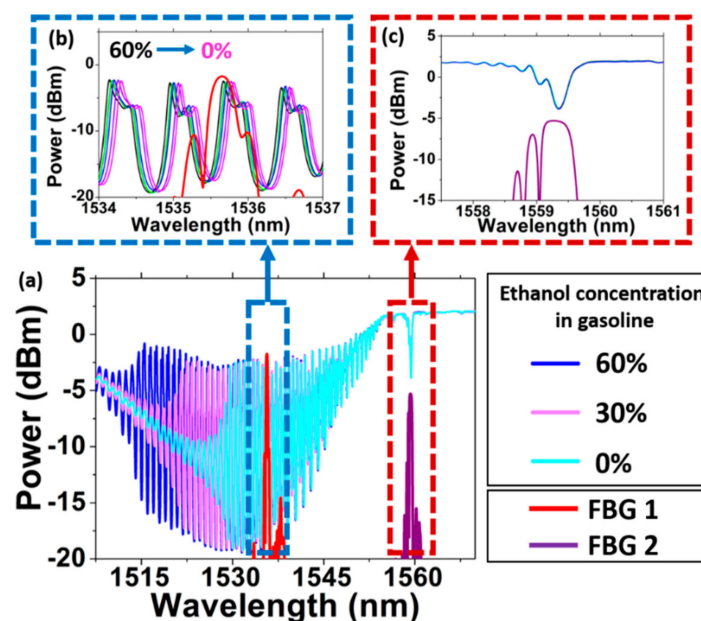 (b)
60% 0%
Power (dBm)
0
-10
-20
1534 1535 1536 1537
Wavelength (nm)
(c)
Power (dBm)
5
0
-5
-10
-15
1558 1559 1560 1561
Wavelength (nm)
(a)
Power (dBm)
5
0
-5
-10
-15
-20
1515 1530 1545 1560
Wavelength (nm)
Ethanol concentration
in gasoline
60%
30%
0%
FBG 1
FBG 2